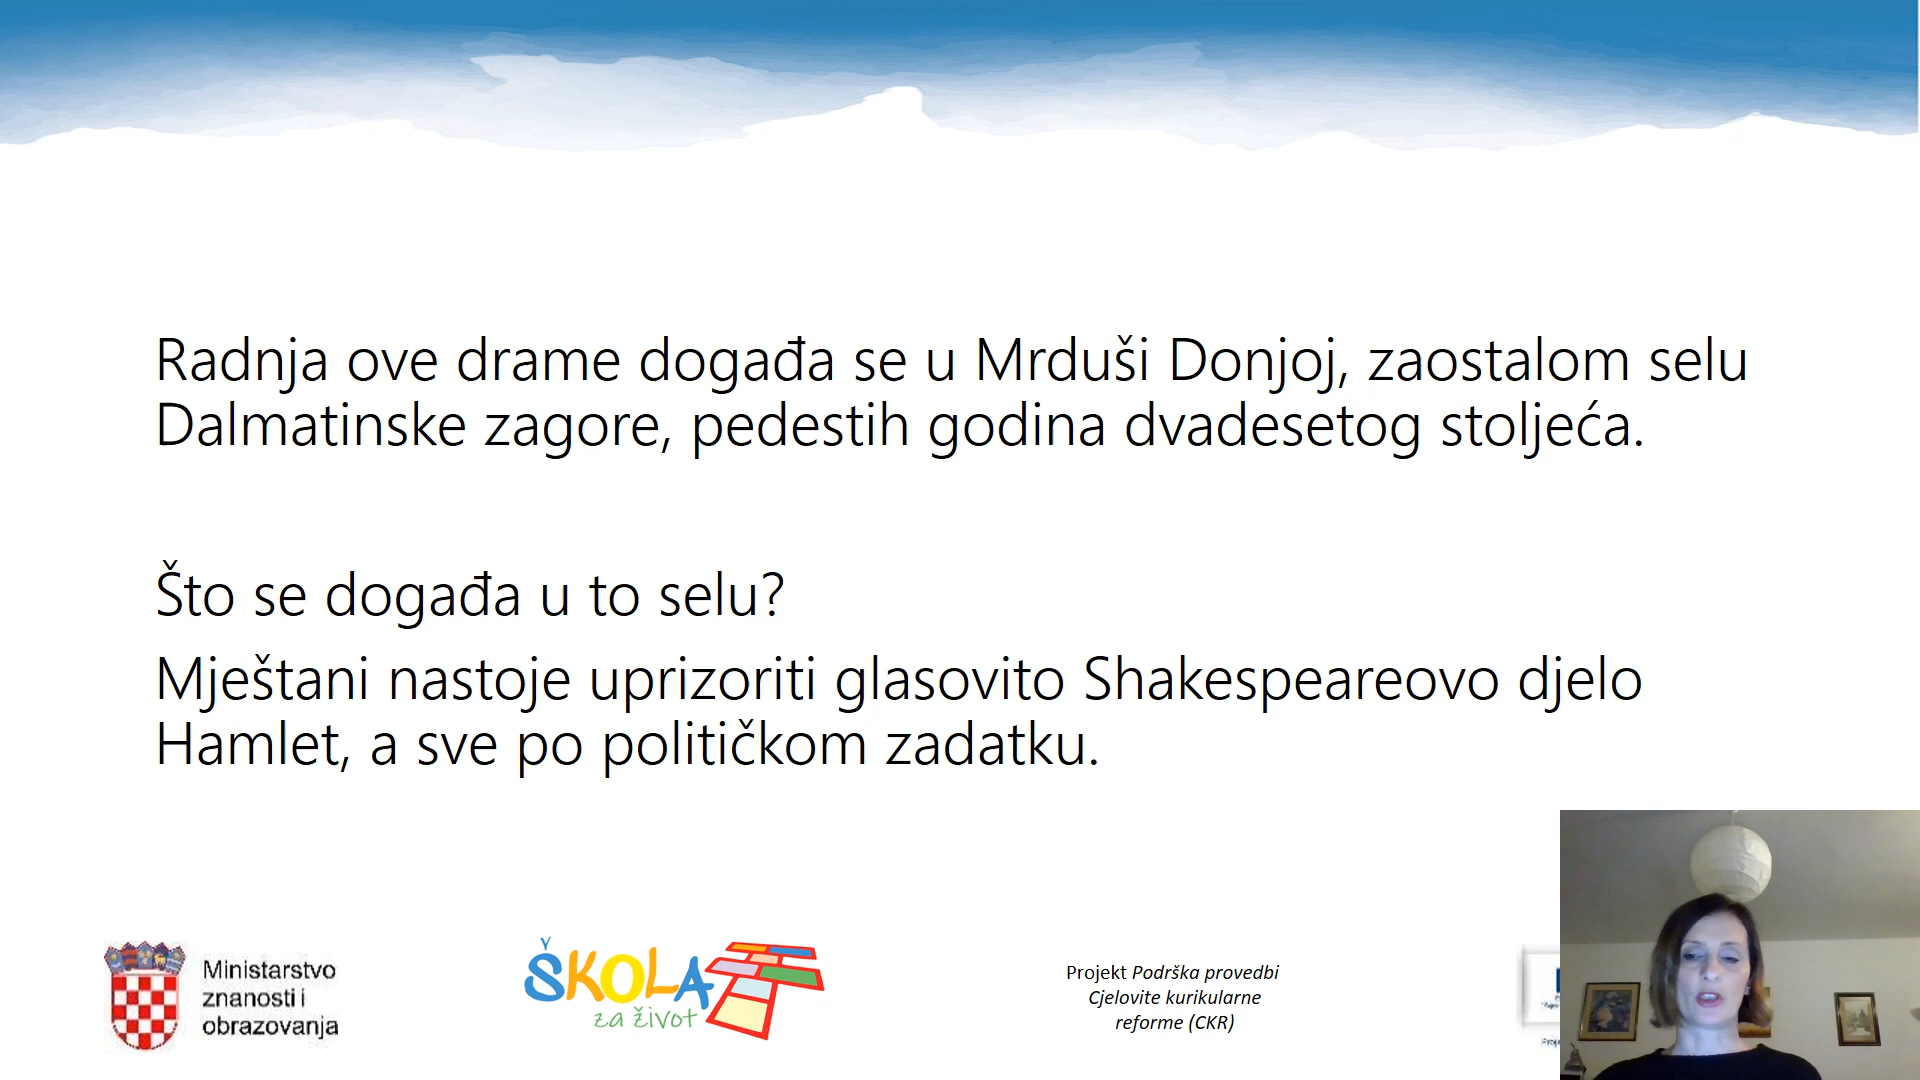 Radnja ove drame događa se u Mrduši Donjoj, zaostalom selu
Dalmatinske zagore, pedestih godina dvadesetog stoljeća.
Što se događa u to selu?
Mještani nastoje uprizoriti glasovito Shakespeareovo djelo
Hamlet, a sve po političkom zadatku.
Ministarstvo
znanosti i
obrazovanja
ŠKOLA
za život
Projekt Podrška provedbi
Cjelovite kurikularne
reforme (CKR)